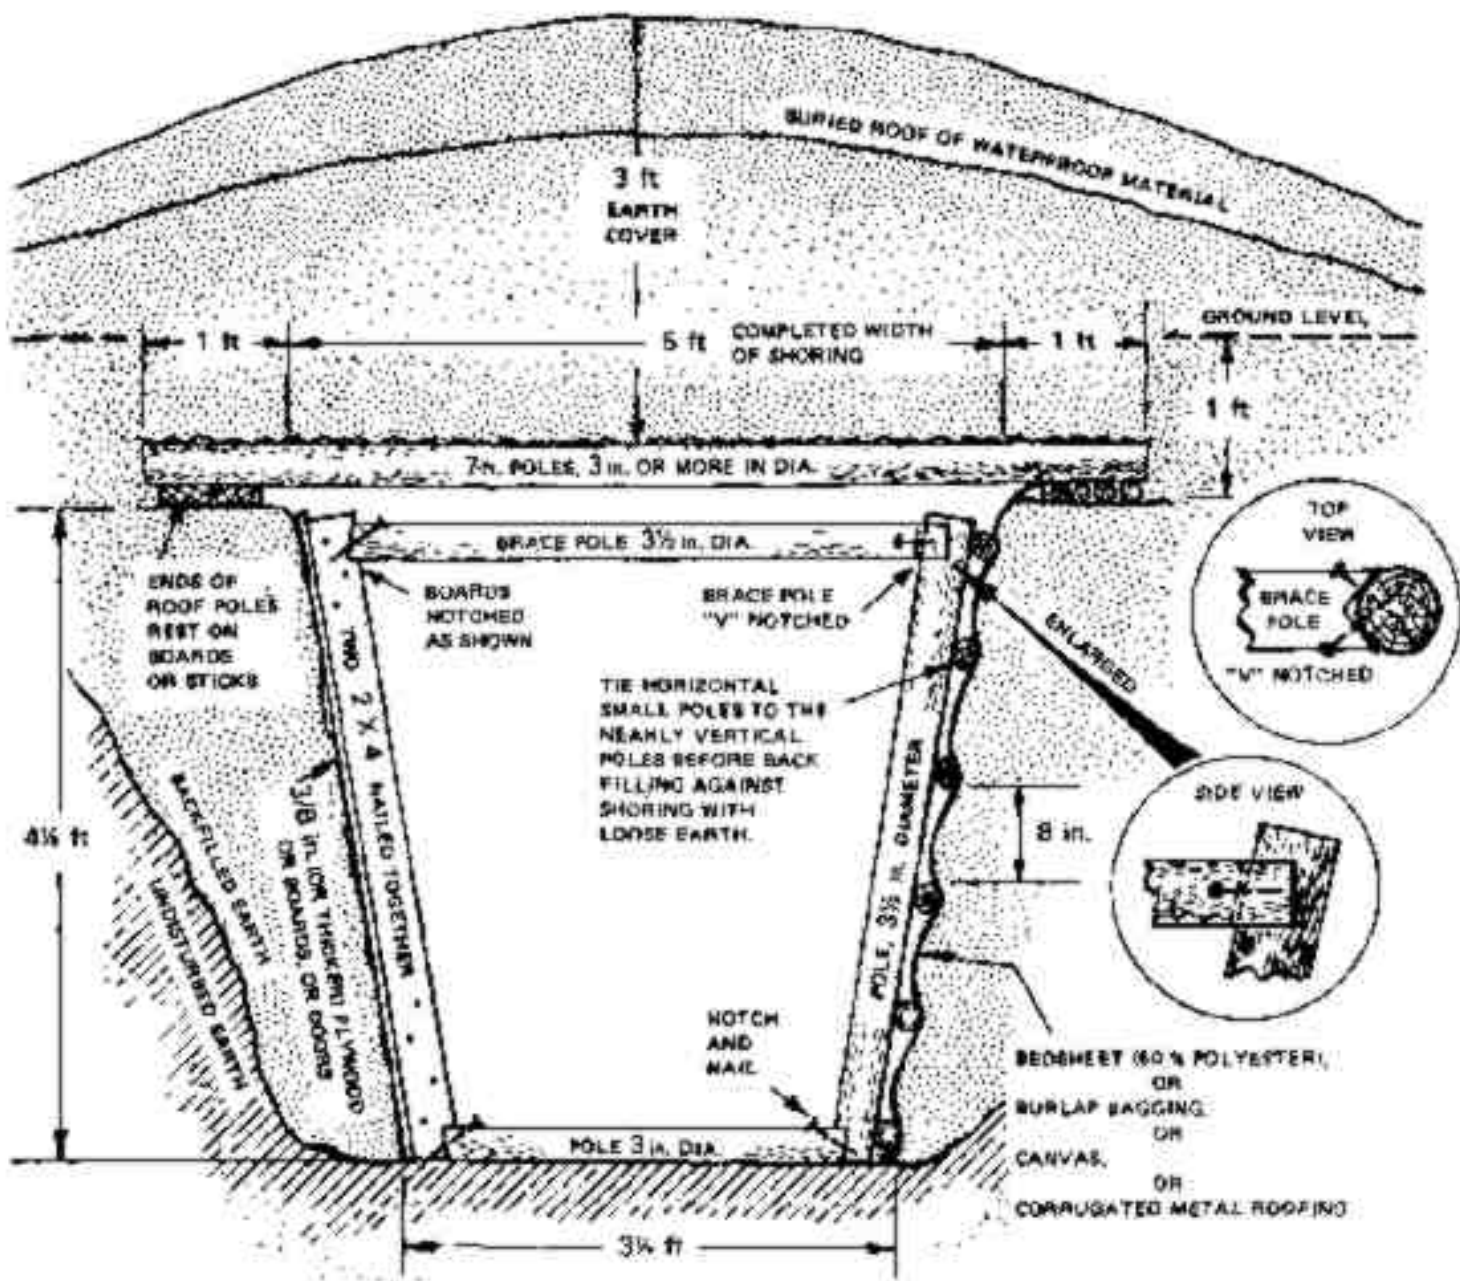 BURIED ROOF OF WATERPROOF MATERIAL
3 ft
EARTH
COVER
GROUND LEVEL
1 ft
5 ft
COMPLETED WIDTH
OF SHORING
1 ft
1 ft
7-ft. POLES, 3 in. OR MORE IN DIA.
BRACE POLE 3½ in. DIA.
TOP
VIEW
BRACE
POLE
"V" NOTCHED
ENDS OF
ROOF POLES
REST ON
BOARDS
OR STICKS
BOARDS
NOTCHED
AS SHOWN
BRACE POLE
"V" NOTCHED
ENLARGED
TIE HORIZONTAL
SMALL POLES TO THE
NEARLY VERTICAL
POLES BEFORE BACK
FILLING AGAINST
SHORING WITH
LOOSE EARTH.
TWO 2 X 4 NAILED TOGETHER
3/8 in. (OR THICKER) PLYWOOD
OR BOARDS, OR DOORS
BACKFILLED EARTH
UNDISTURBED EARTH
4½ ft
POLE, 3½ in. DIAMETER
8 in.
SIDE VIEW
NOTCH
AND
NAIL
POLE 3 in. DIA.
BEDSHEET (60 % POLYESTER),
OR
BURLAP BAGGING
OR
CANVAS,
OR
CORRUGATED METAL ROOFING
ft